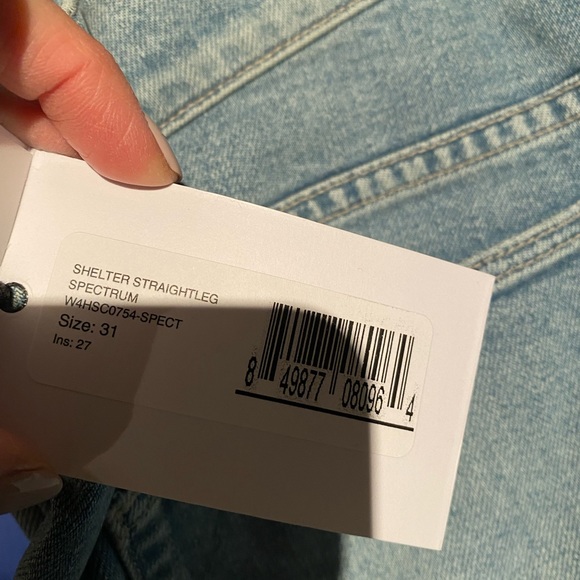 SHELTER STRAIGHTLEG
SPECTRUM
W4HSC0754-SPECT
Size: 31
Ins: 27
8 49877 08096 4